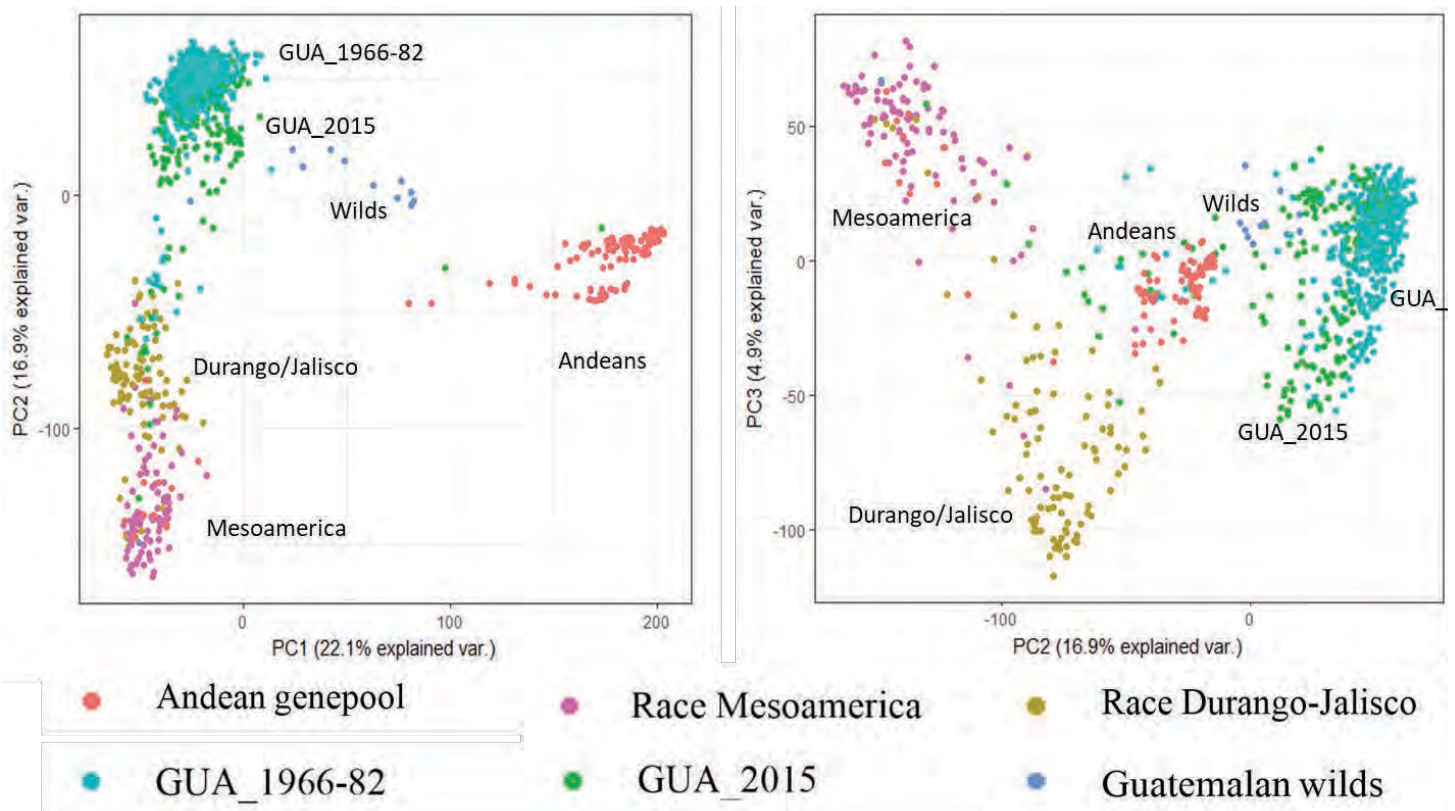 GUA_1966-82
GUA_2015
Wilds
Andeans
Durango/Jalisco
Mesoamerica
0
-100
PC2 (16.9% explained var.)
0
100
200
PC1 (22.1% explained var.)
Mesoamerica
Andeans
Wilds
GUA_
GUA_2015
Durango/Jalisco
50
0
-50
-100
PC3 (4.9% explained var.)
-100
0
PC2 (16.9% explained var.)
Andean genepool
Race Mesoamerica
Race Durango-Jalisco
GUA_1966-82
GUA_2015
Guatemalan wilds